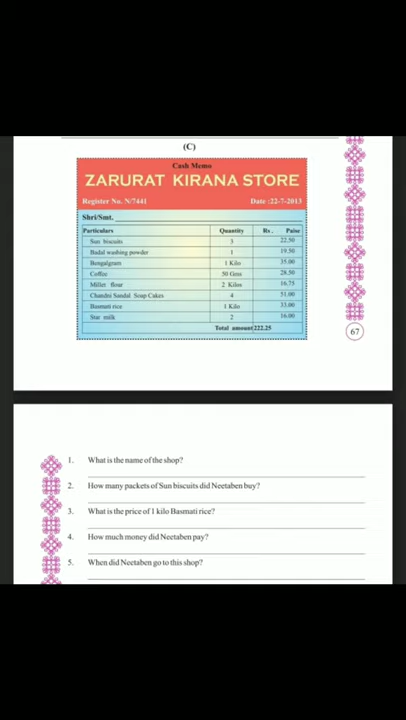 (C)
Cash Memo
ZARURAT KIRANA STORE
Register No. N/7441 Date :22-7-2013
Shri/Smt.
Particulars Quantity Rs. Paise
Sun biscuits 3 22.50
Badal washing powder 1 19.50
Bengalgram 1 Kilo 35.00
Coffee 50 Gms 28.50
Millet flour 2 Kilos 16.75
Chandni Sandal Soap Cakes 4 51.00
Basmati rice 1 Kilo 33.00
Star milk 2 16.00
Total amount 222.25
67
1. What is the name of the shop?
2. How many packets of Sun biscuits did Neetaben buy?
3. What is the price of 1 kilo Basmati rice?
4. How much money did Neetaben pay?
5. When did Neetaben go to this shop?